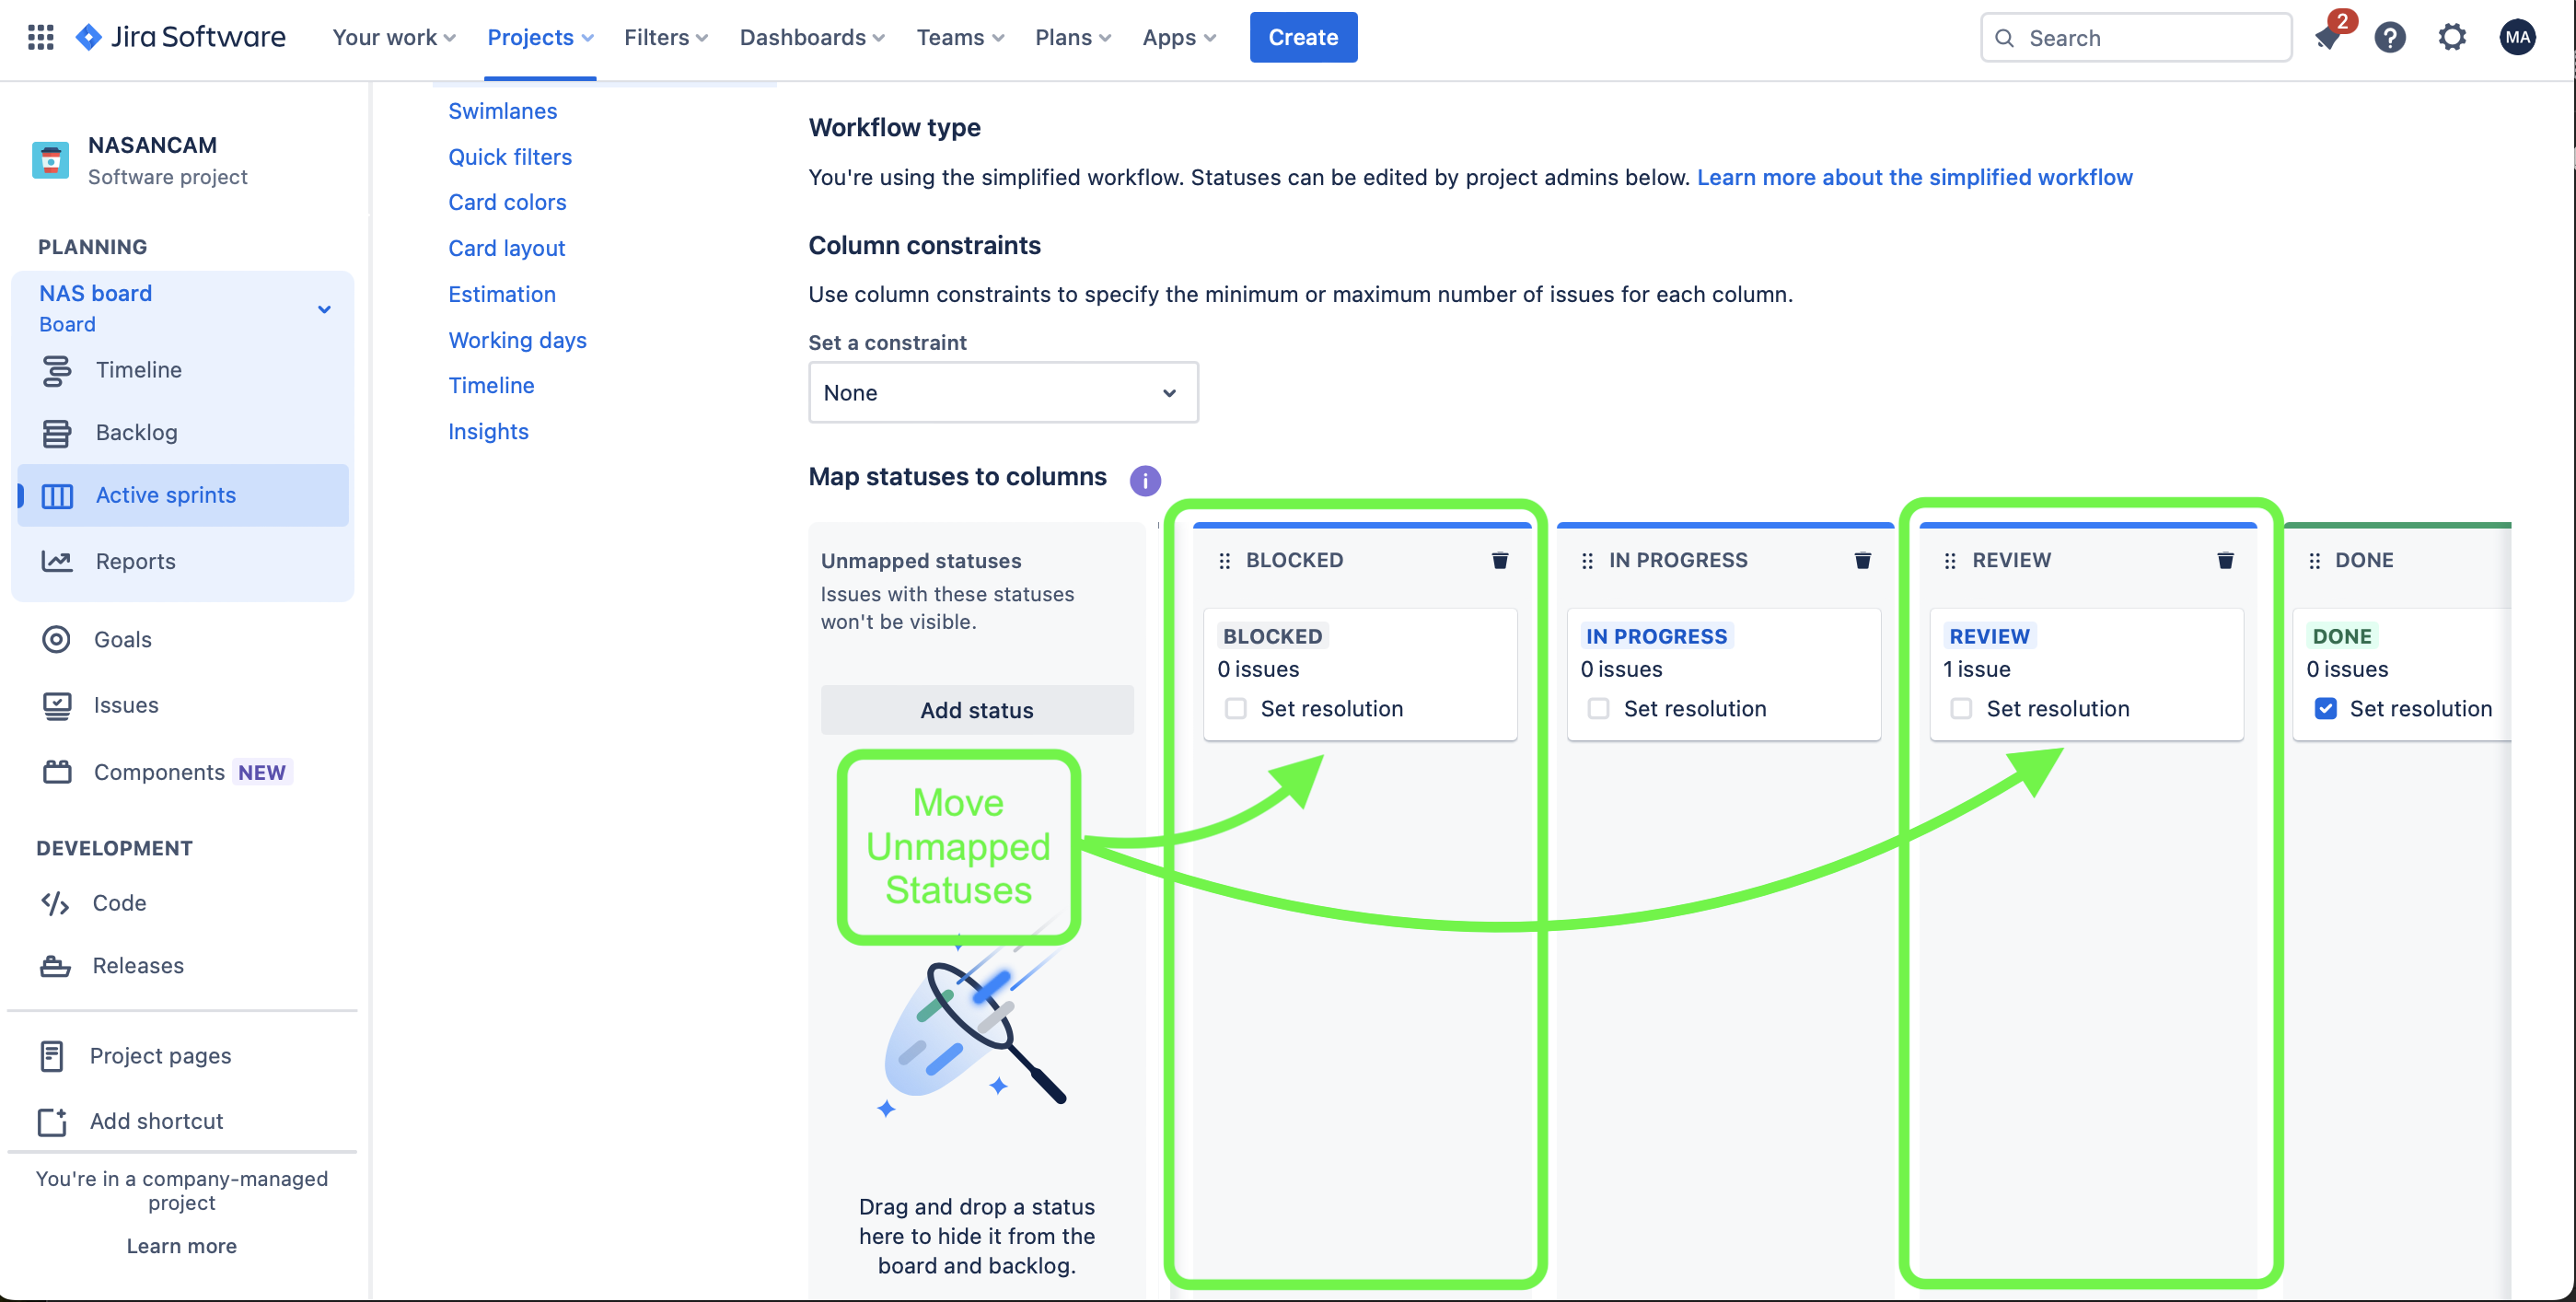 Jira Software
Your work
Projects
Filters
Dashboards
Teams
Plans
Apps
Create
Search
2
?
MA
NASANCAM
Software project
PLANNING
NAS board
Board
Timeline
Backlog
Active sprints
Reports
Goals
Issues
Components NEW
DEVELOPMENT
Code
Releases
Project pages
Add shortcut
You're in a company-managed
project
Learn more
Swimlanes
Quick filters
Card colors
Card layout
Estimation
Working days
Timeline
Insights
Workflow type
You're using the simplified workflow. Statuses can be edited by project admins below. Learn more about the simplified workflow
Column constraints
Use column constraints to specify the minimum or maximum number of issues for each column.
Set a constraint
None
Map statuses to columns i
Unmapped statuses
Issues with these statuses
won't be visible.
Add status
Move
Unmapped
Statuses
Drag and drop a status
here to hide it from the
board and backlog.
BLOCKED
BLOCKED
0 issues
Set resolution
IN PROGRESS
IN PROGRESS
0 issues
Set resolution
REVIEW
REVIEW
1 issue
Set resolution
DONE
DONE
0 issues
Set resolution